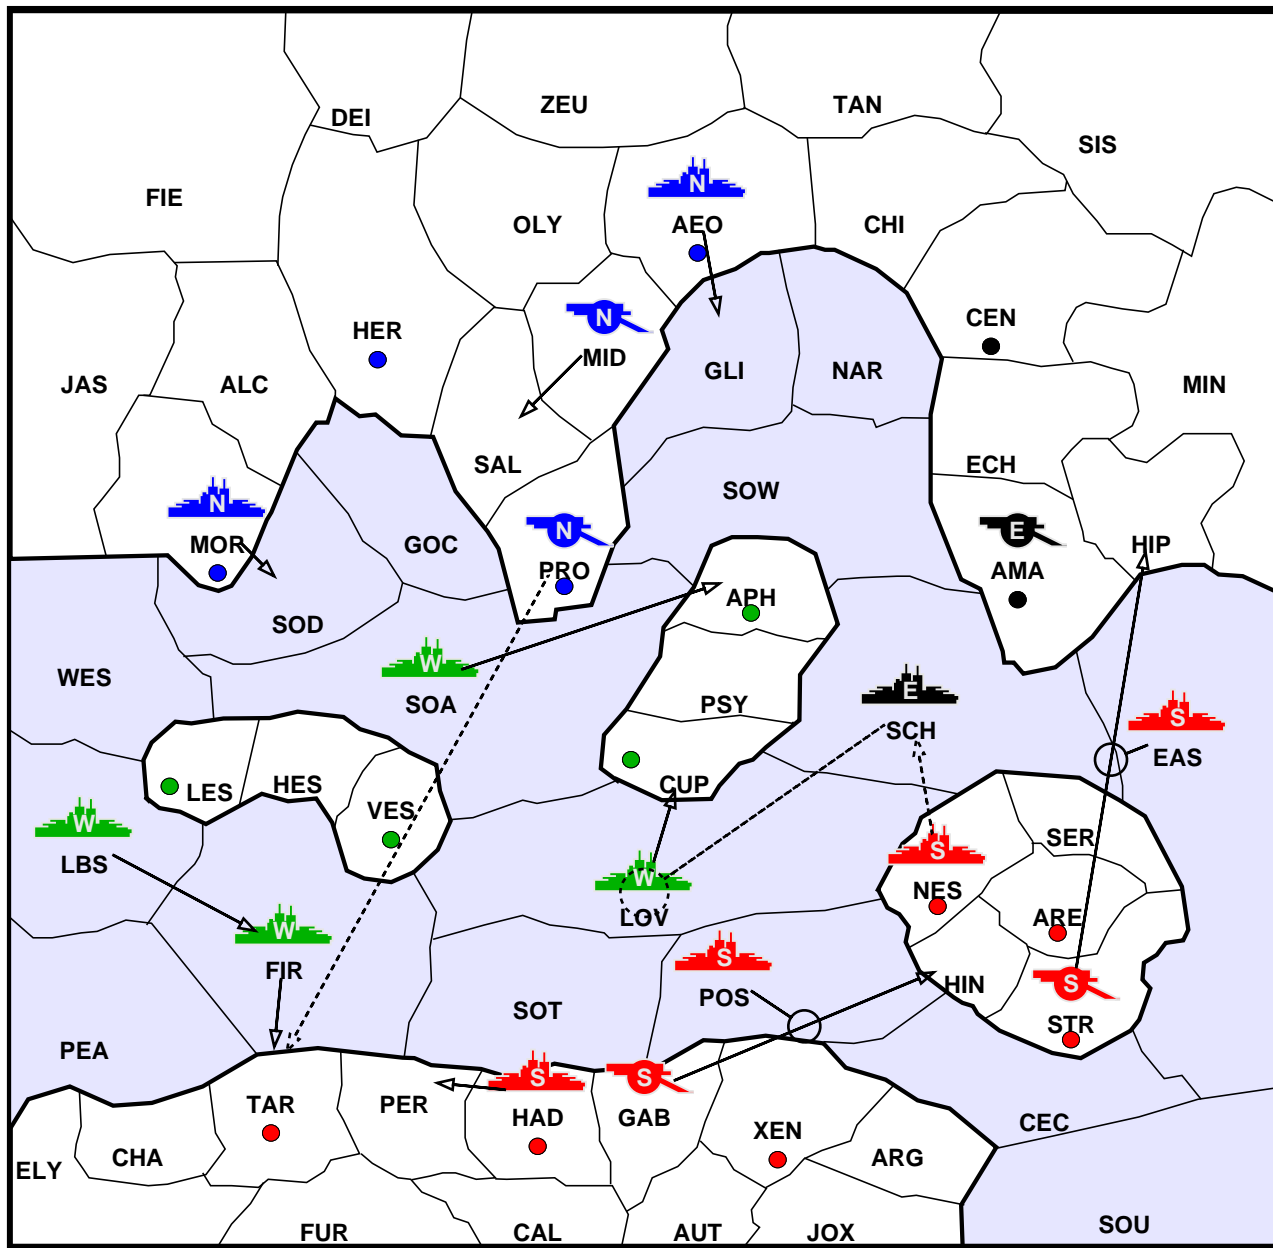 ZEU
TAN
DEI
SIS
N
FIE
OLY
AEO
CHI
N
CEN
HER
MID
GLI
NAR
JAS
ALC
MIN
SAL
ECH
SOW
N
N
E
MOR
GOC
HIP
PRO
AMA
APH
SOD
W
WES
E
SOA
PSY
S
SCH
EAS
HES
CUP
LES
VES
W
SER
S
LBS
W
NES
LOV
ARE
W
S
FIR
HIN
S
POS
SOT
STR
PEA
S
S
TAR
PER
HAD
GAB
CEC
XEN
CHA
ARG
ELY
SOU
FUR
CAL
AUT
JOX